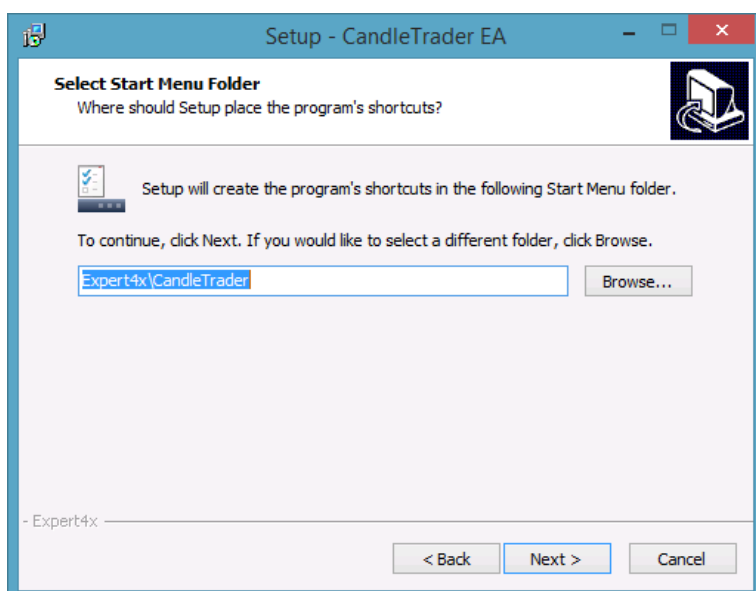 Setup - CandleTrader EA
Select Start Menu Folder
Where should Setup place the program's shortcuts?
Setup will create the program's shortcuts in the following Start Menu folder.
To continue, click Next. If you would like to select a different folder, click Browse.
Expert4x\CandleTrader
Browse...
- Expert4x
< Back
Next >
Cancel